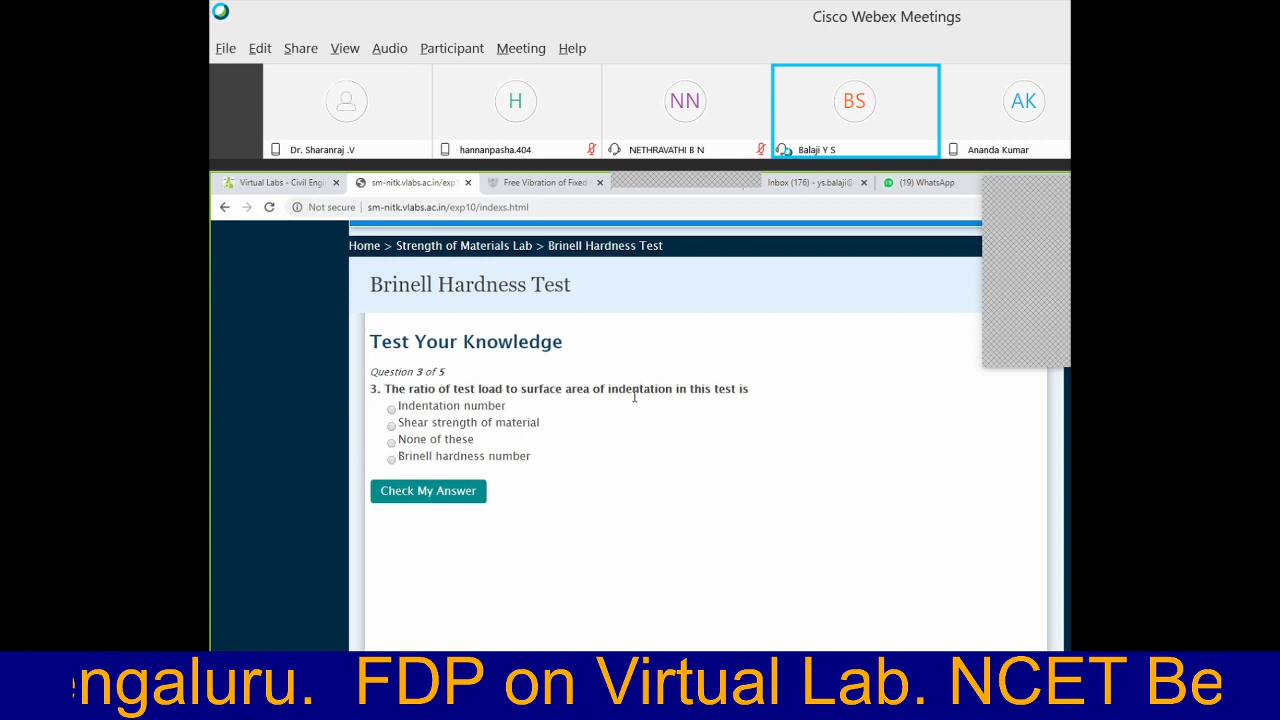 Cisco Webex Meetings
File Edit Share View Audio Participant Meeting Help
H NN BS AK
Dr. Sharanraj .V hannanpasha.404 NETHRAVATHI B N Balaji Y S Ananda Kumar
Virtual Labs - Civil Engi sm-nitk.vlabs.ac.in/exp1 Free Vibration of Fixed Inbox (176) - ys.balaji@ (19) WhatsApp
Not secure sm-nitk.vlabs.ac.in/exp10/indexs.html
Home > Strength of Materials Lab > Brinell Hardness Test
Brinell Hardness Test
Test Your Knowledge
Question 3 of 5
3. The ratio of test load to surface area of indentation in this test is
Indentation number
Shear strength of material
None of these
Brinell hardness number
Check My Answer
engaluru. FDP on Virtual Lab. NCET Be